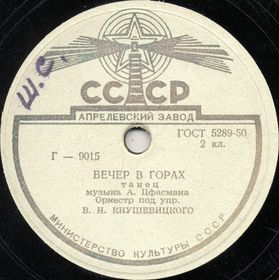 Ш.С.
СССР
АПРЕЛЕВСКИЙ ЗАВОД
ГОСТ 5289-50
2 кл.
Г — 9015
ВЕЧЕР В ГОРАХ
танец
музыка А. Цфасмана
Оркестр под упр.
В. Н. КНУШЕВИЦКОГО
МИНИСТЕРСТВО КУЛЬТУРЫ СССР